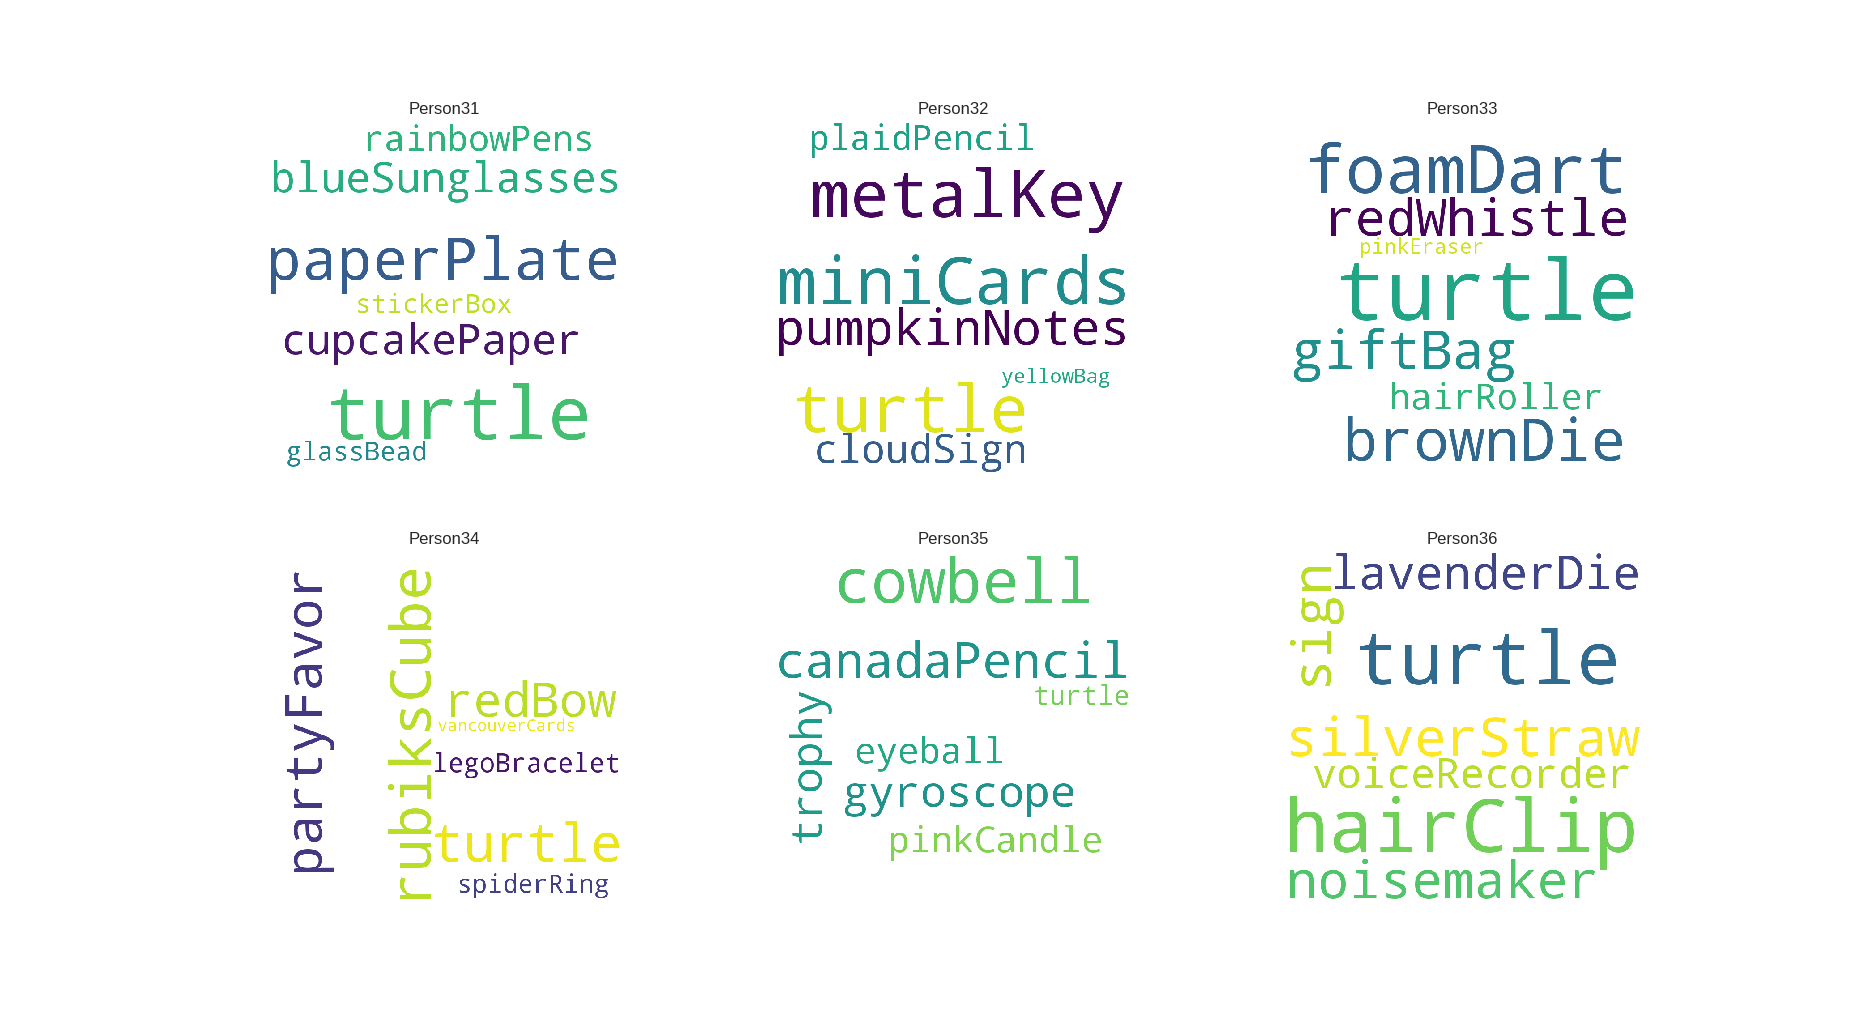 Person31
rainbowPens
blueSunglasses
paperPlate
stickerBox
cupcakePaper
turtle
glassBead
Person32
plaidPencil
metalKey
miniCards
pumpkinNotes
yellowBag
turtle
cloudSign
Person33
foamDart
redWhistle
pinkEraser
turtle
giftBag
hairRoller
brownDie
Person34
partyFavor
rubiksCube
redBow
vancouverCards
legoBracelet
turtle
spiderRing
Person35
cowbell
canadaPencil
turtle
trophy
eyeball
gyroscope
pinkCandle
Person36
sign
lavenderDie
turtle
silverStraw
voiceRecorder
hairClip
noisemaker